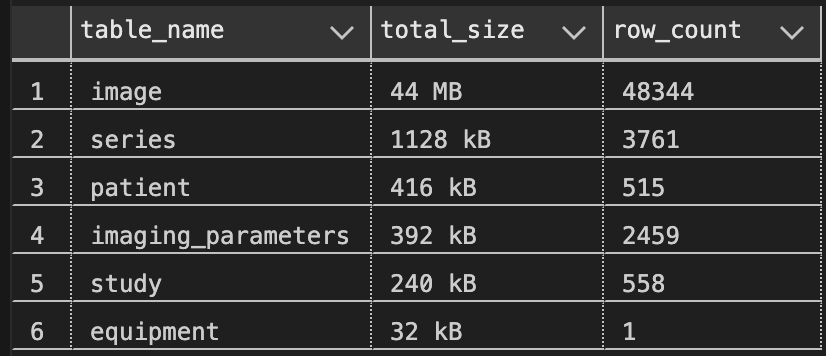 table_name total_size row_count
1 image 44 MB 48344
2 series 1128 kB 3761
3 patient 416 kB 515
4 imaging_parameters 392 kB 2459
5 study 240 kB 558
6 equipment 32 kB 1